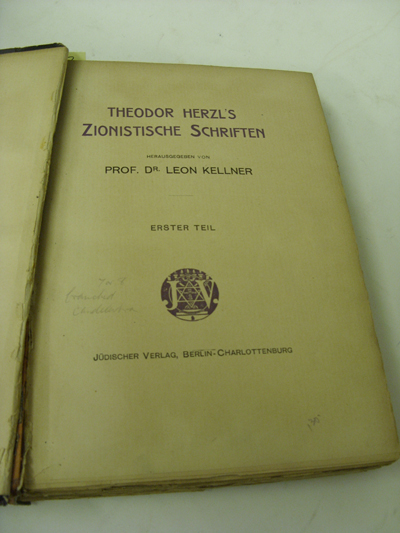 THEODOR HERZL'S
ZIONISTISCHE SCHRIFTEN
HERAUSGEGEBEN VON
PROF. DR. LEON KELLNER
ERSTER TEIL
J.V.
JÜDISCHER VERLAG, BERLIN-CHARLOTTENBURG